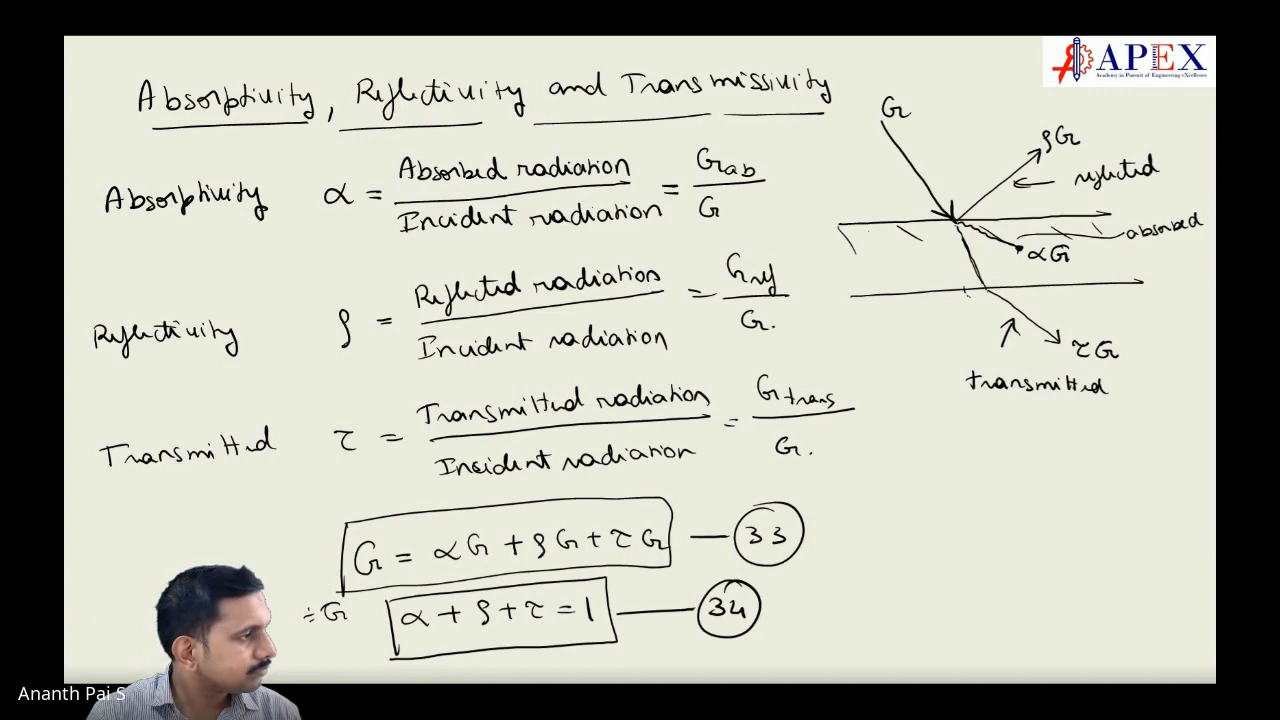 APEX
Academy in Pursuit of Engineering eXcellence
Absorptivity, Reflectivity and Transmissivity
Absorptivity α = Absorbed radiation / Incident radiation = Gab / G
Reflectivity ρ = Reflected radiation / Incident radiation = Gref / G.
Transmitted τ = Transmitted radiation / Incident radiation = Gtrans / G.
G = αG + ρG + τG — 33
÷G α + ρ + τ = 1 — 34
G
ρG
reflected
absorbed
αG
τG
transmitted
Ananth Pai S